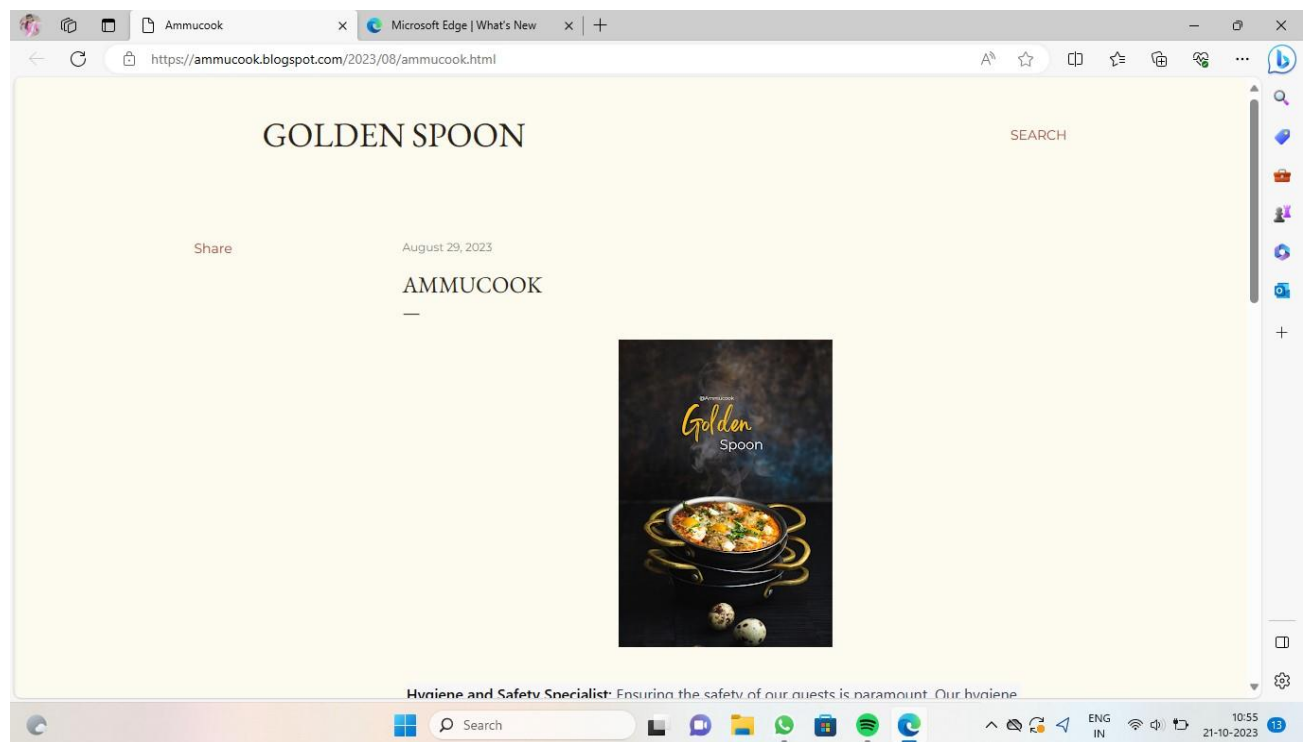 Ammucook
Microsoft Edge | What's New
https://ammucook.blogspot.com/2023/08/ammucook.html
GOLDEN SPOON
SEARCH
Share
August 29, 2023
AMMUCOOK
@Ammucook
Golden
Spoon
Hygiene and Safety Specialist: Ensuring the safety of our guests is paramount. Our hygiene
Search
ENG
IN
10:55
21-10-2023
13